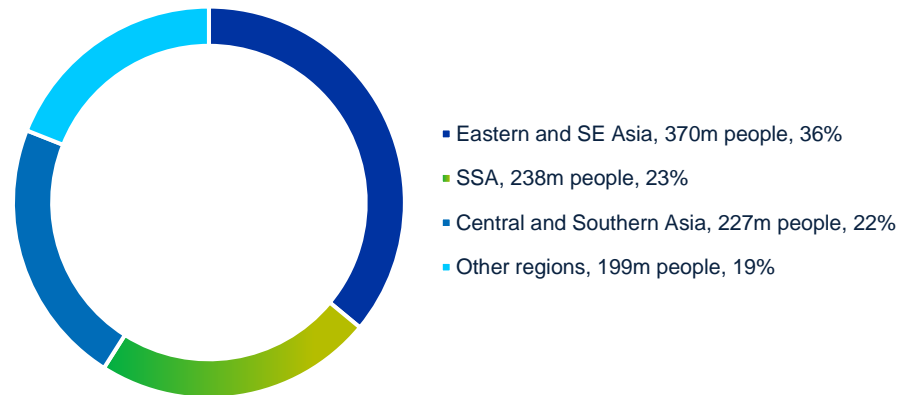 Eastern and SE Asia, 370m people, 36%
SSA, 238m people, 23%
Central and Southern Asia, 227m people, 22%
Other regions, 199m people, 19%